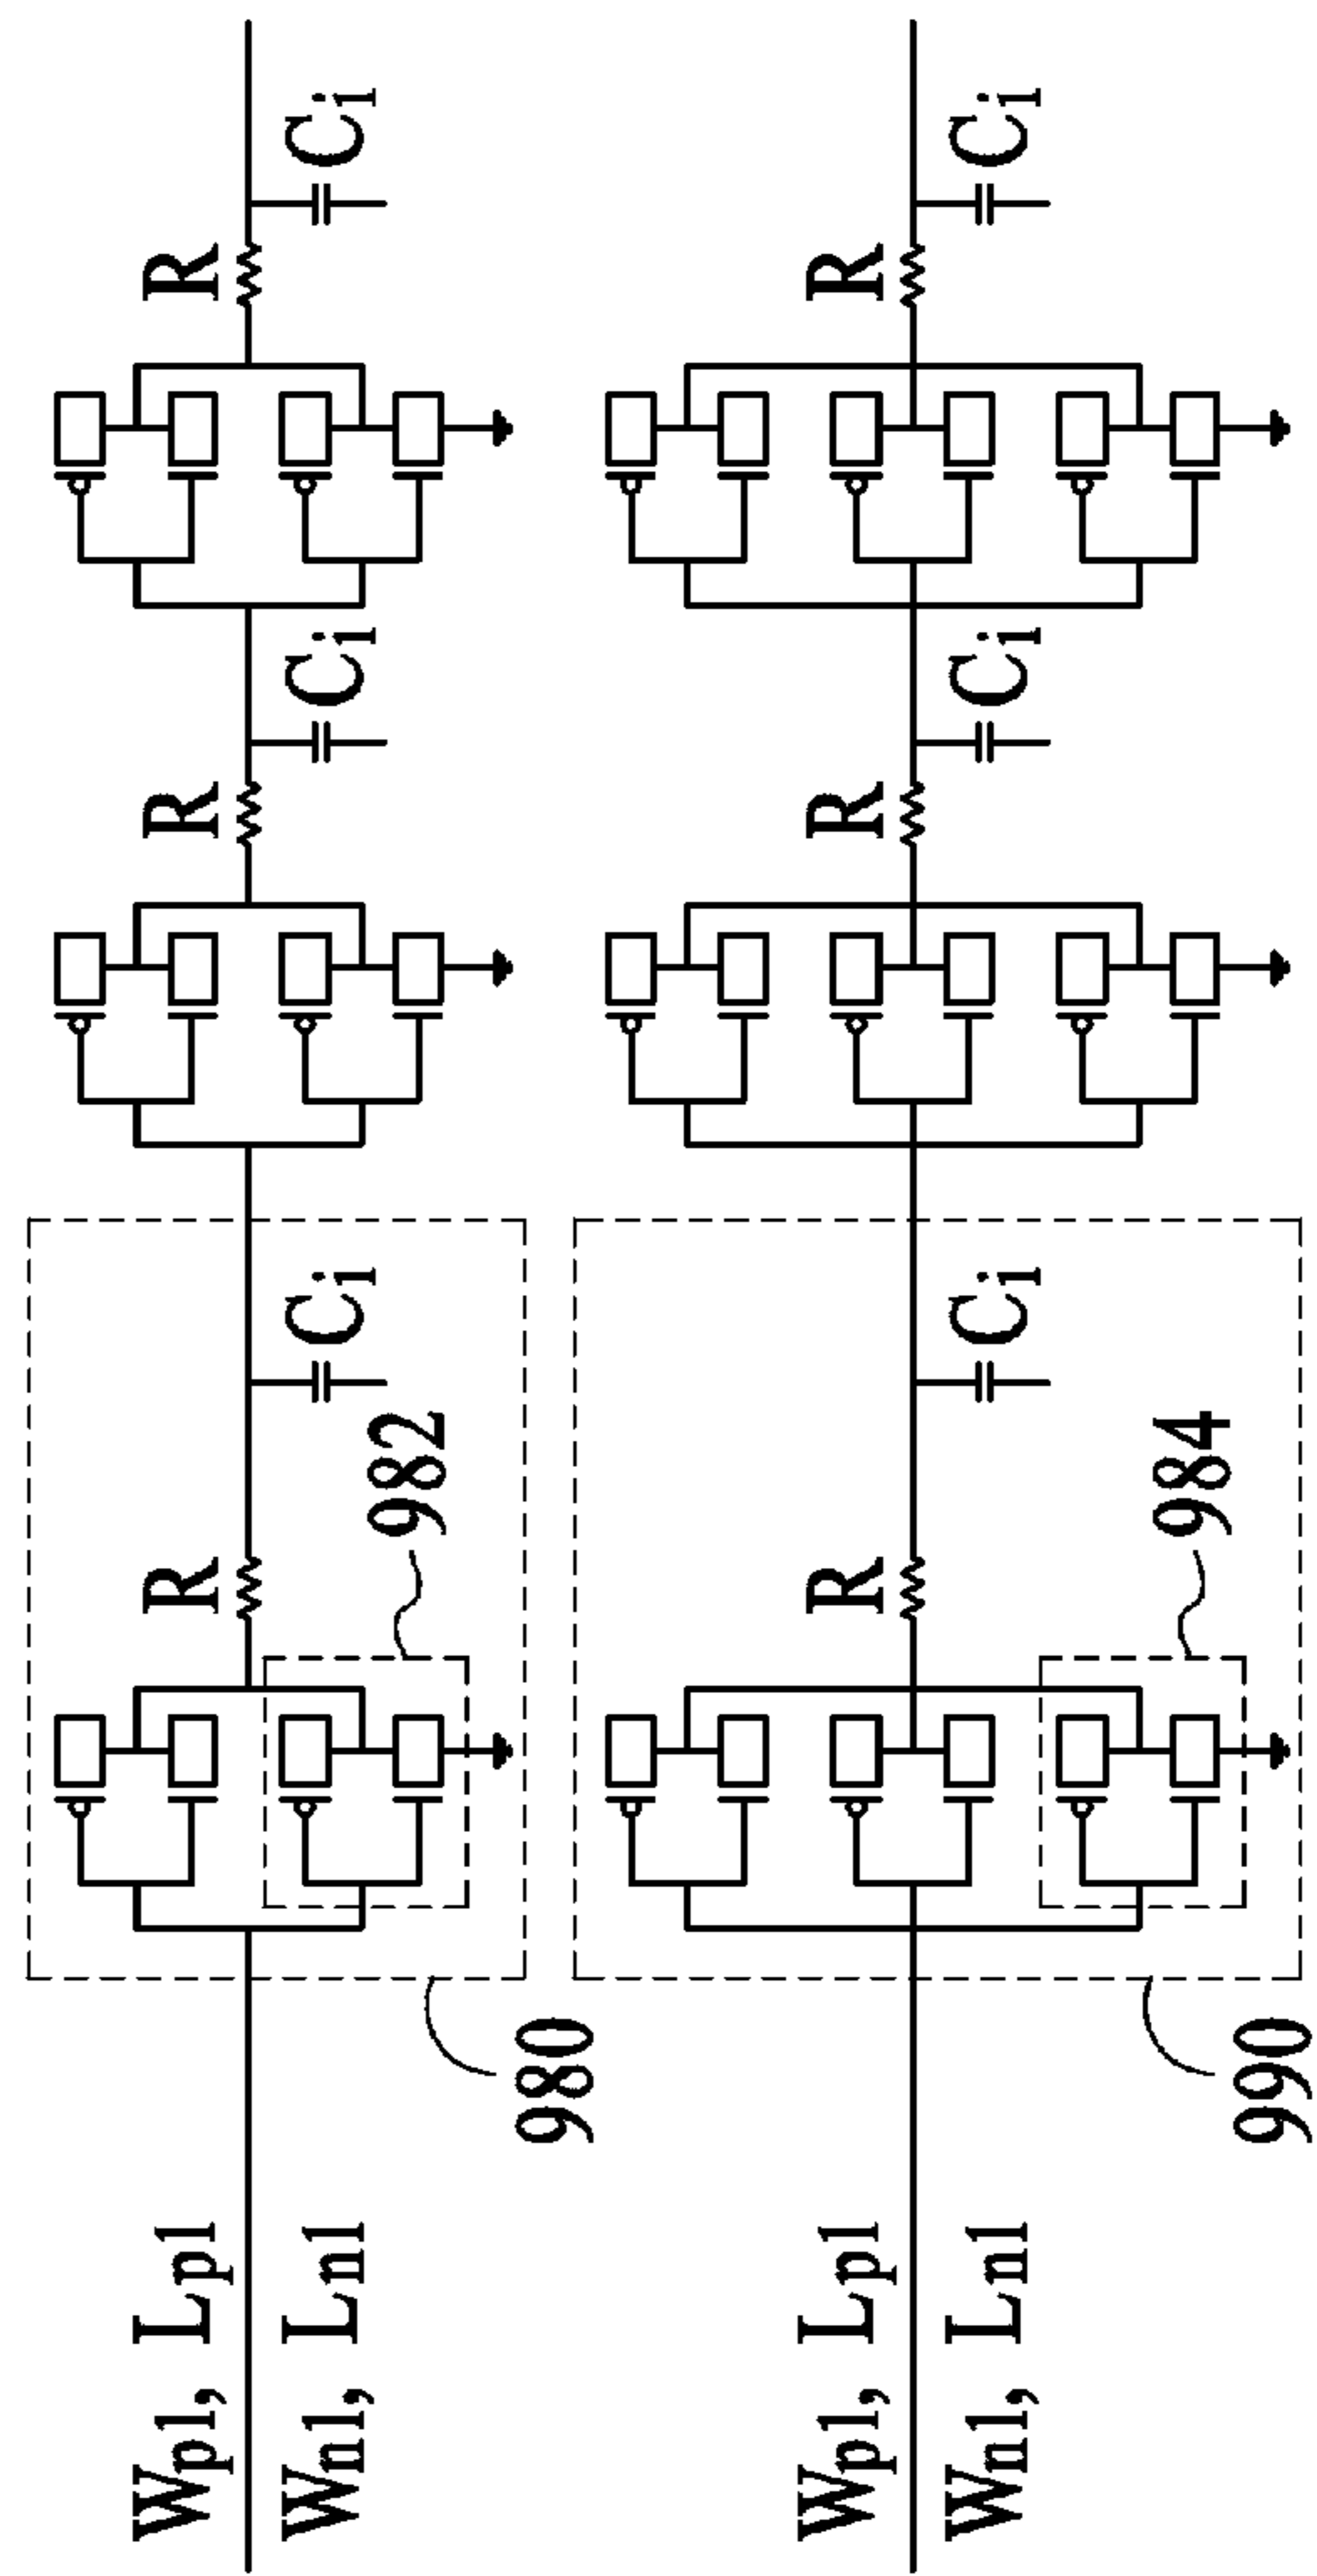 Wp1, Lp1
Wn1, Ln1
980
R
982
Ci
R
Ci
R
Ci
Wp1, Lp1
Wn1, Ln1
990
R
984
Ci
R
Ci
R
Ci